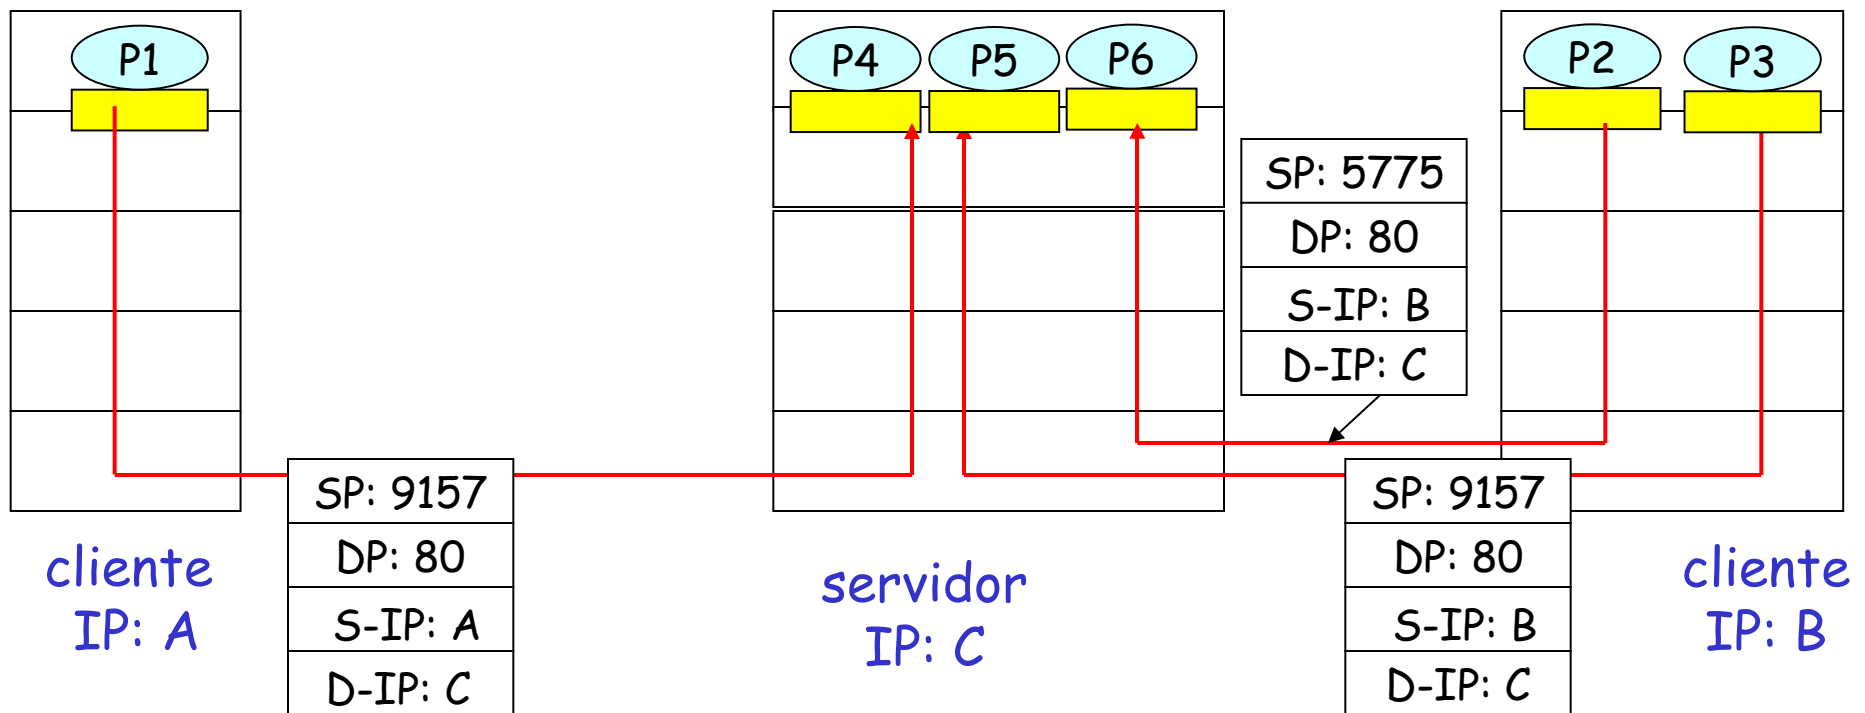 P1
P4
P5
P6
P2
P3
SP: 5775
DP: 80
S-IP: B
D-IP: C
SP: 9157
DP: 80
S-IP: A
D-IP: C
SP: 9157
DP: 80
S-IP: B
D-IP: C
cliente
IP: A
servidor
IP: C
cliente
IP: B